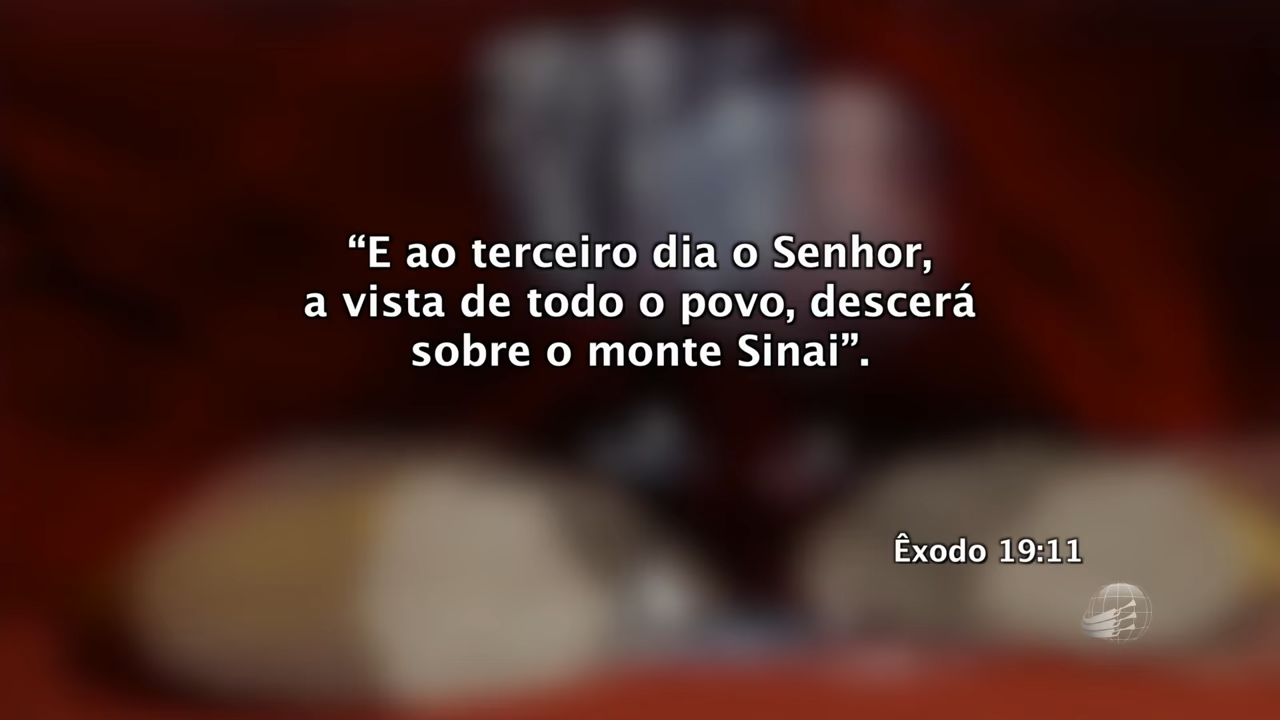 “E ao terceiro dia o Senhor,
a vista de todo o povo, descerá
sobre o monte Sinai”.
Êxodo 19:11